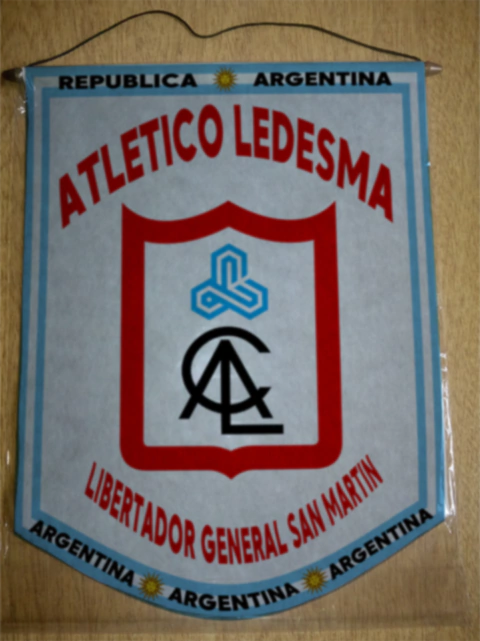 REPUBLICA ARGENTINA
ATLETICO LEDESMA
CAL
LIBERTADOR GENERAL SAN MARTIN
ARGENTINA ARGENTINA ARGENTINA